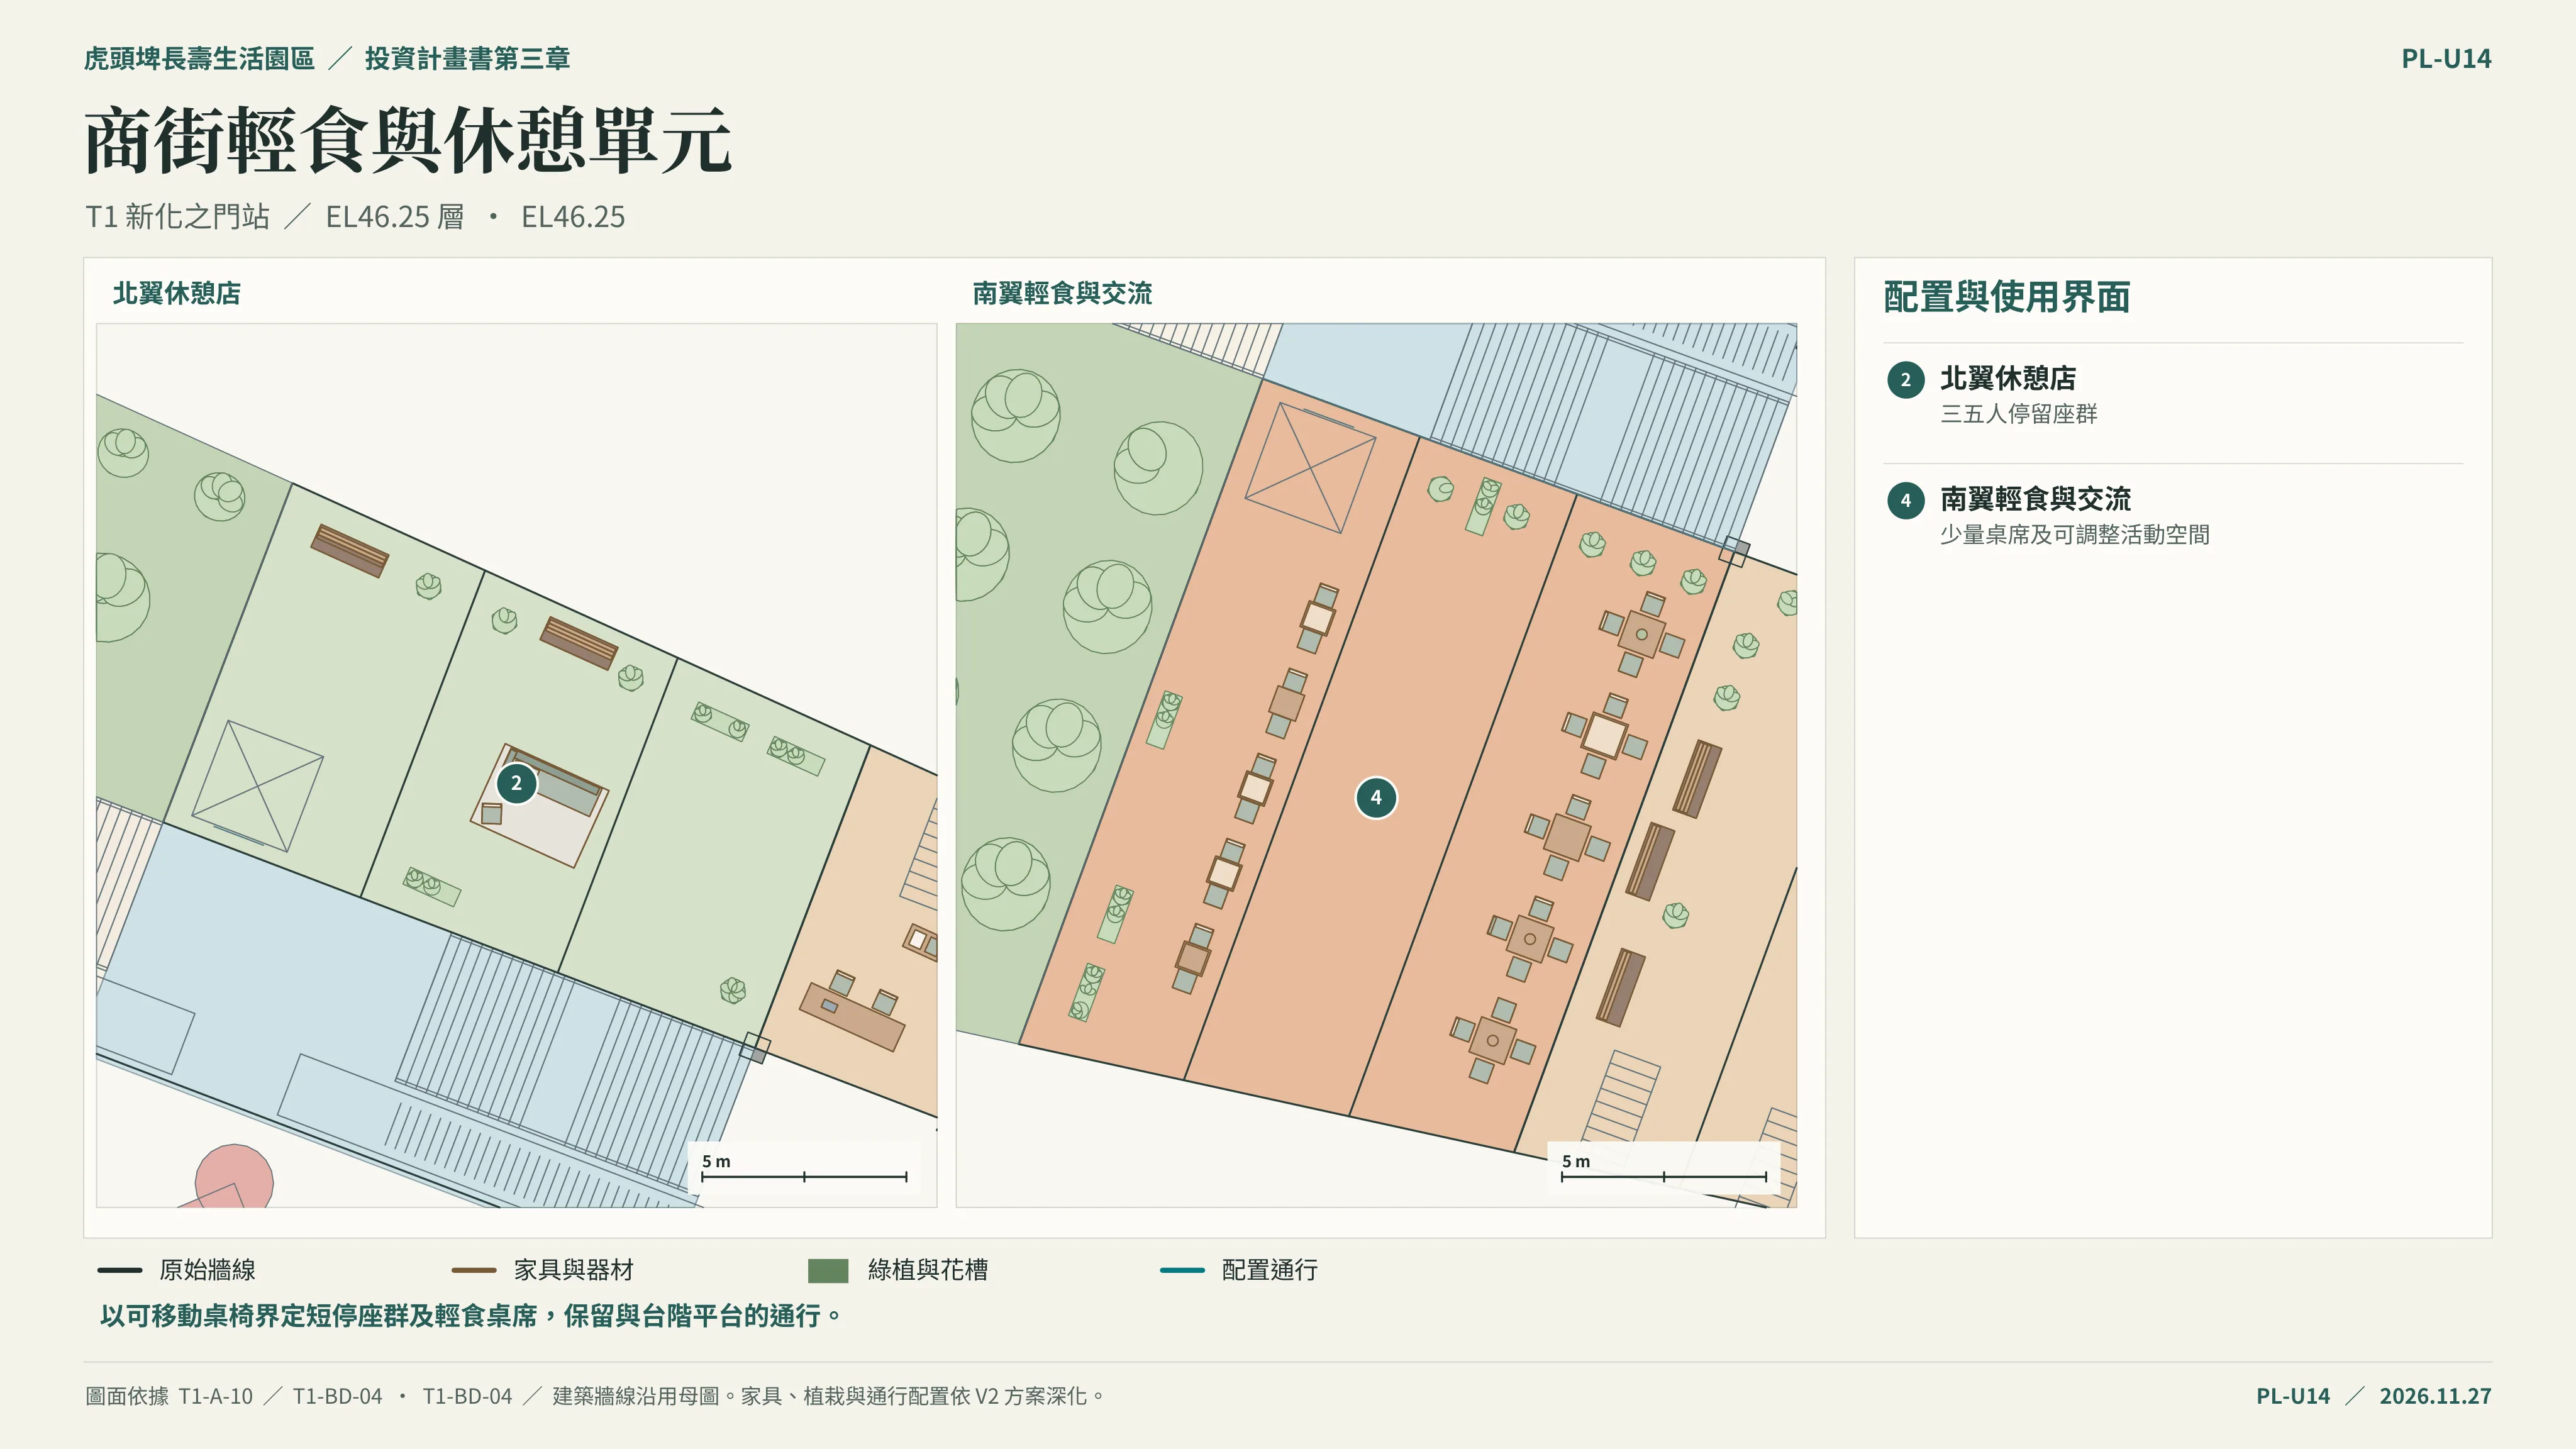 虎頭埤長壽生活園區 ／ 投資計畫書第三章
PL-U14
商街輕食與休憩單元
T1 新化之門站 ／ EL46.25 層 ・ EL46.25
北翼休憩店
南翼輕食與交流
2
4
5 m
5 m
配置與使用界面
2 北翼休憩店
三五人停留座群
4 南翼輕食與交流
少量桌席及可調整活動空間
原始牆線
家具與器材
綠植與花槽
配置通行
以可移動桌椅界定短停座群及輕食桌席，保留與台階平台的通行。
圖面依據 T1-A-10 ／ T1-BD-04 ・ T1-BD-04 ／ 建築牆線沿用母圖。家具、植栽與通行配置依 V2 方案深化。
PL-U14 ／ 2026.11.27